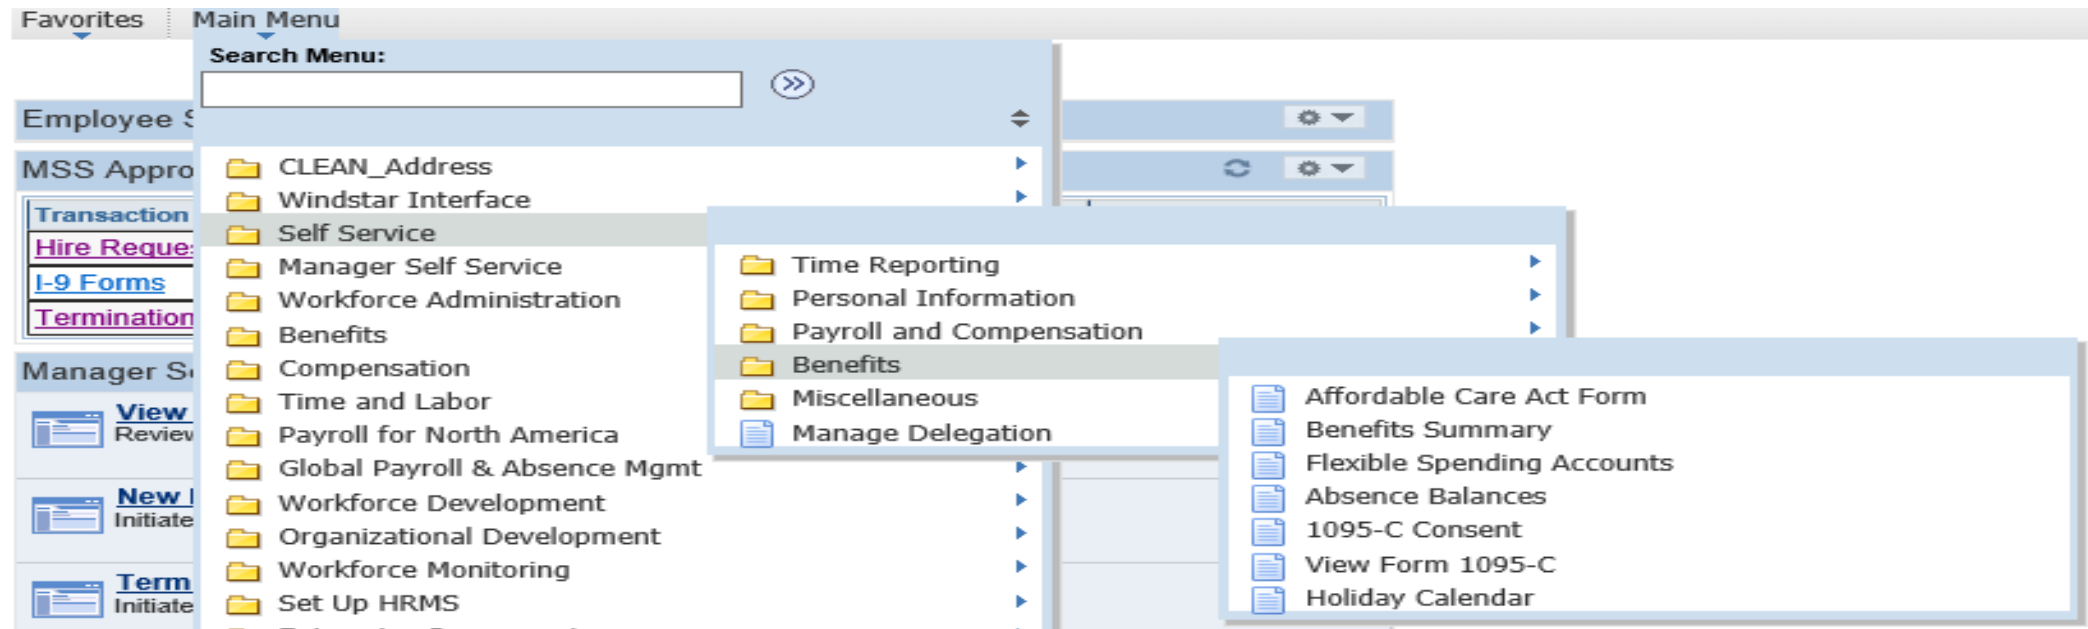 Favorites
Main Menu
Search Menu:
Employee
MSS Appro
Transaction
Hire Reque
I-9 Forms
Termination
Manager S
View
Review
New
Initiate
Term
Initiate
CLEAN_Address
Windstar Interface
Self Service
Manager Self Service
Workforce Administration
Benefits
Compensation
Time and Labor
Payroll for North America
Global Payroll & Absence Mgmt
Workforce Development
Organizational Development
Workforce Monitoring
Set Up HRMS
Time Reporting
Personal Information
Payroll and Compensation
Benefits
Miscellaneous
Manage Delegation
Affordable Care Act Form
Benefits Summary
Flexible Spending Accounts
Absence Balances
1095-C Consent
View Form 1095-C
Holiday Calendar